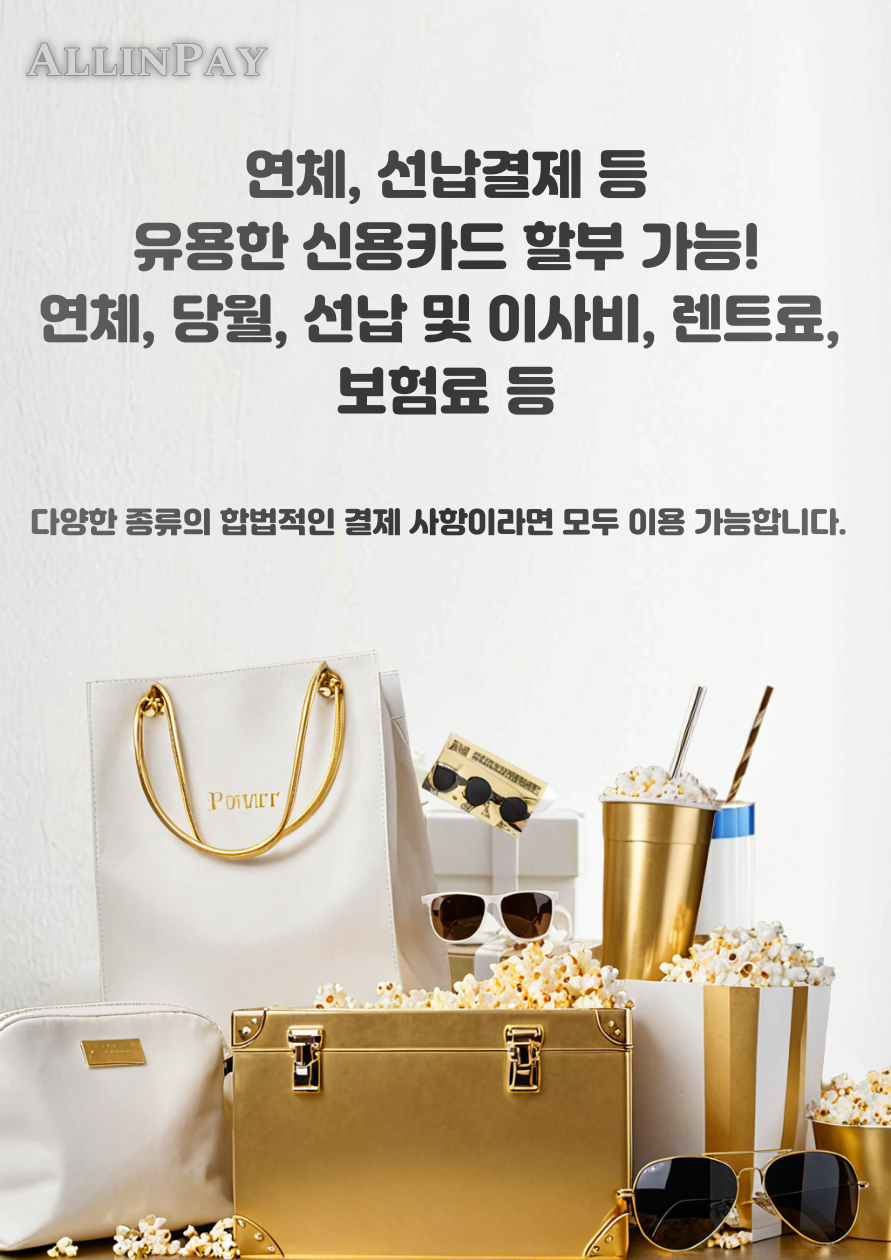 ALLINPAY
연체, 선납결제 등
유용한 신용카드 할부 가능!
연체, 당월, 선납 및 이사비, 렌트료,
보험료 등
다양한 종류의 합법적인 결제 사항이라면 모두 이용 가능합니다.